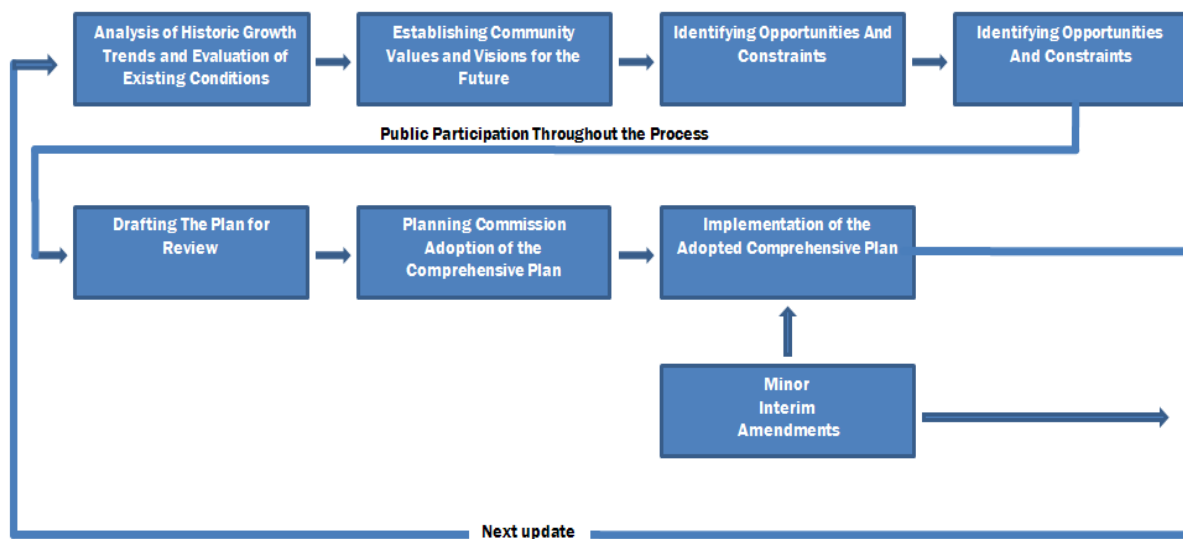 Analysis of Historic Growth
Trends and Evaluation of
Existing Conditions
Establishing Community
Values and Visions for the
Future
Identifying Opportunities And
Constraints
Identifying Opportunities
And Constraints
Public Participation Throughout the Process
Drafting The Plan for
Review
Planning Commission
Adoption of the
Comprehensive Plan
Implementation of the
Adopted Comprehensive Plan
Minor
Interim
Amendments
Next update